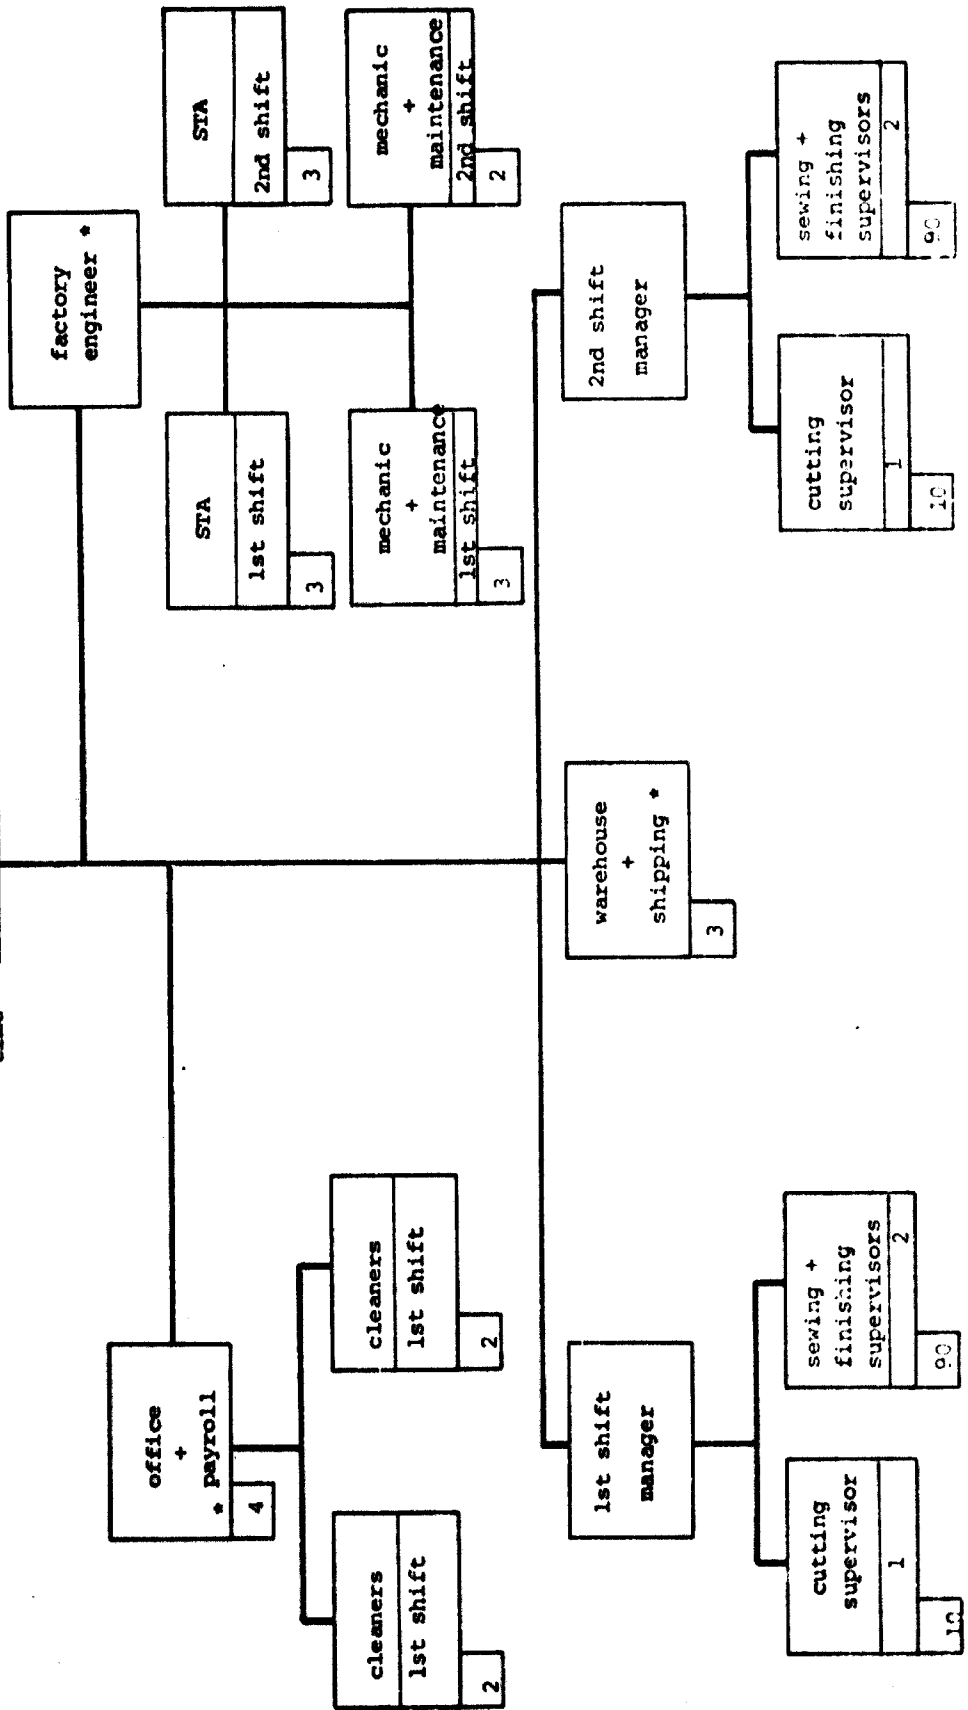 factory
engineer *
STA
1st shift
3
STA
2nd shift
3
mechanic
+
maintenance
1st shift
3
mechanic
+
maintenance
2nd shift
2
office
+
* payroll
4
cleaners
1st shift
2
cleaners
1st shift
2
1st shift
manager
warehouse
+
shipping *
3
2nd shift
manager
cutting
supervisor
1
10
sewing +
finishing
supervisors
2
90
cutting
supervisor
1
10
sewing +
finishing
supervisors
2
90